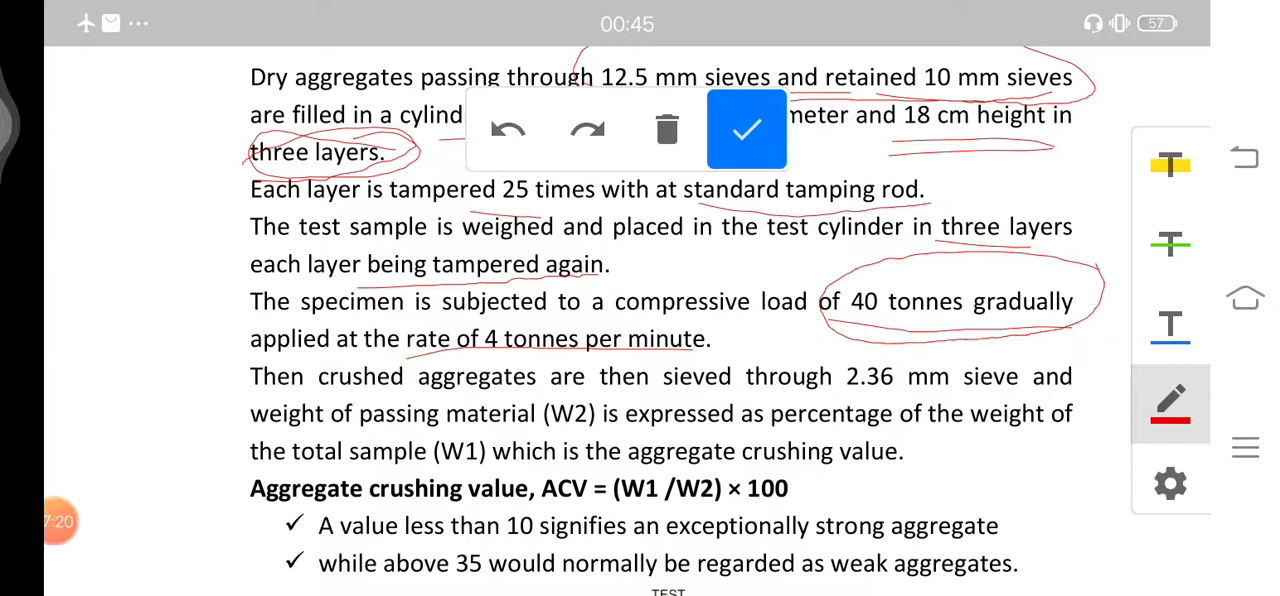 00:45
57
Dry aggregates passing through 12.5 mm sieves and retained 10 mm sieves
are filled in a cylind meter and 18 cm height in
three layers.
Each layer is tampered 25 times with at standard tamping rod.
The test sample is weighed and placed in the test cylinder in three layers
each layer being tampered again.
The specimen is subjected to a compressive load of 40 tonnes gradually
applied at the rate of 4 tonnes per minute.
Then crushed aggregates are then sieved through 2.36 mm sieve and
weight of passing material (W2) is expressed as percentage of the weight of
the total sample (W1) which is the aggregate crushing value.
Aggregate crushing value, ACV = (W1 /W2) × 100
7:20
✓ A value less than 10 signifies an exceptionally strong aggregate
✓ while above 35 would normally be regarded as weak aggregates.
TEST